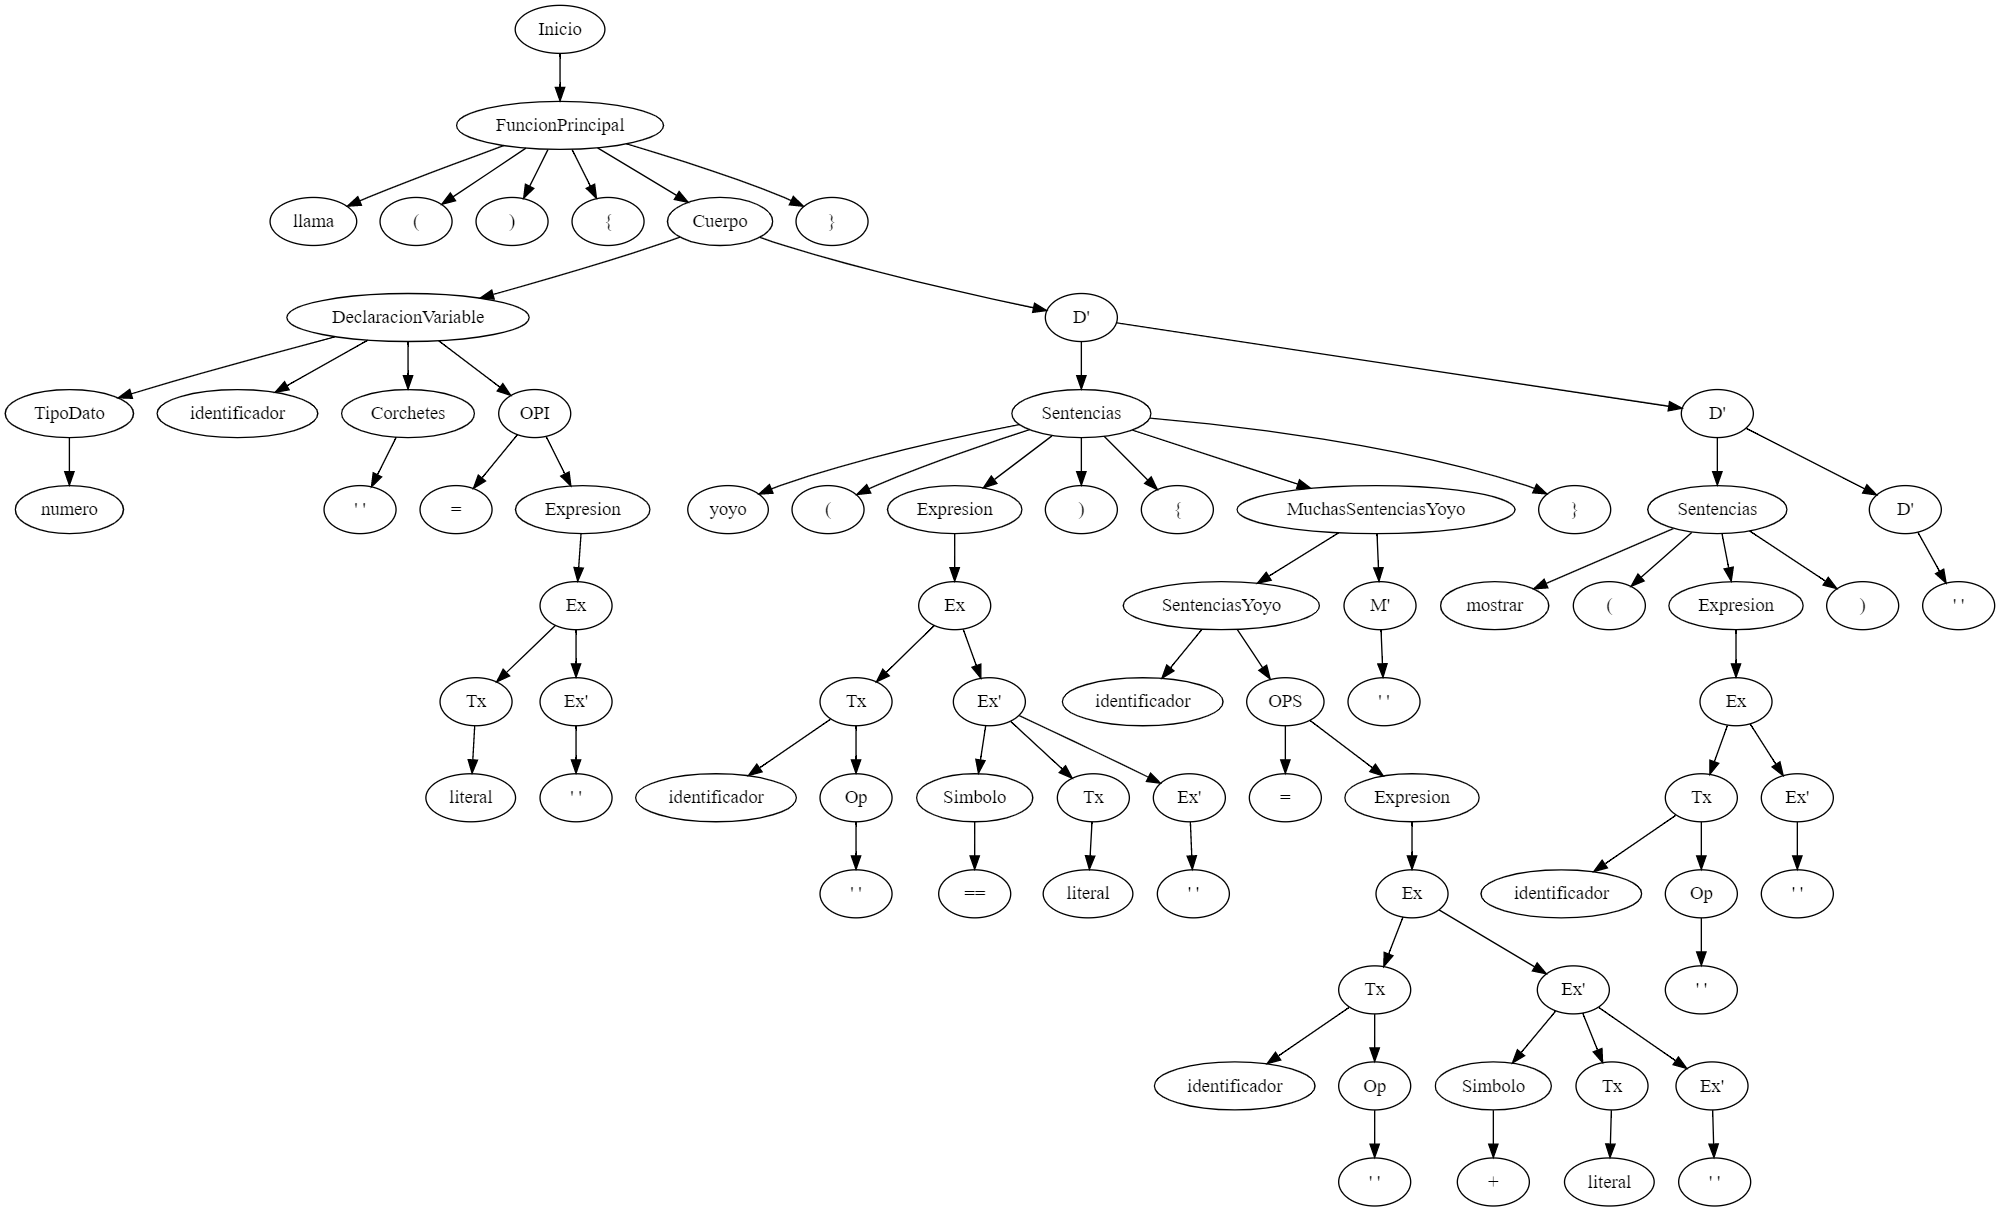 Inicio
FuncionPrincipal
llama ( ) { Cuerpo }
DeclaracionVariable D'
TipoDato identificador Corchetes OPI Sentencias D'
numero ' ' = Expresion yoyo ( Expresion ) { MuchasSentenciasYoyo } Sentencias D'
Ex Ex SentenciasYoyo M' mostrar ( Expresion ) ' '
Tx Ex' Tx Ex' identificador OPS ' ' Ex
literal ' ' identificador Op Simbolo Tx Ex' = Expresion Tx Ex'
' ' == literal ' ' Ex identificador Op ' '
Tx Ex' ' '
identificador Op Simbolo Tx Ex'
' ' + literal ' '